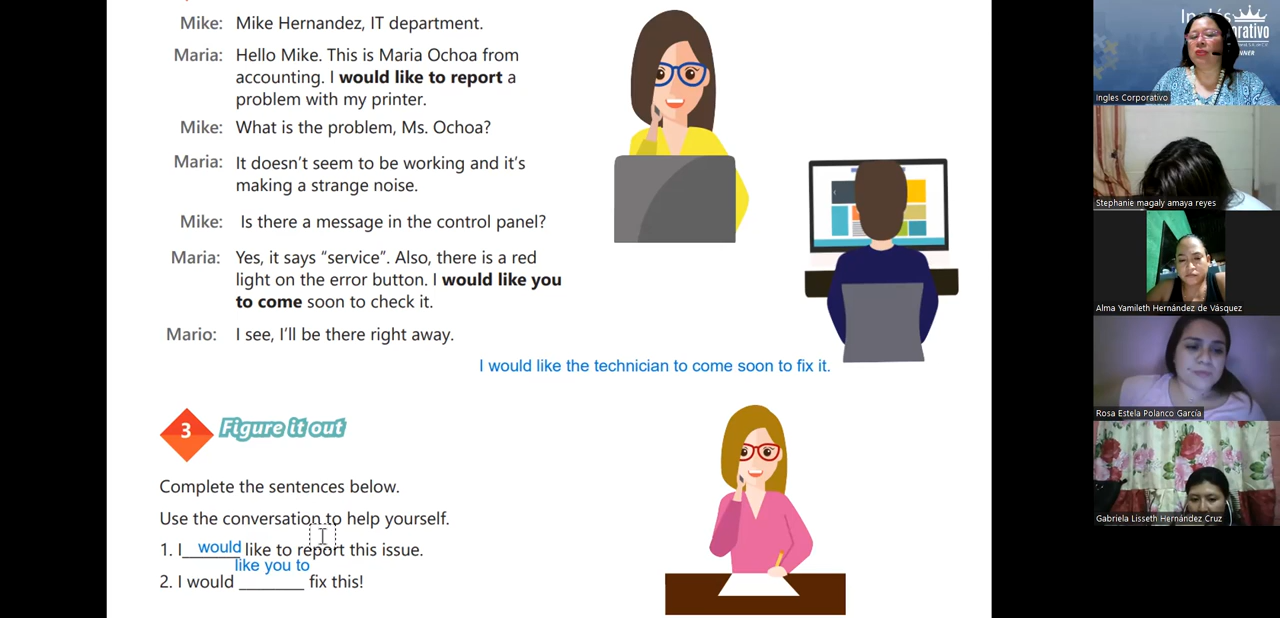 Mike: Mike Hernandez, IT department.
Maria: Hello Mike. This is Maria Ochoa from
accounting. I would like to report a
problem with my printer.
Mike: What is the problem, Ms. Ochoa?
Maria: It doesn't seem to be working and it's
making a strange noise.
Mike: Is there a message in the control panel?
Maria: Yes, it says "service". Also, there is a red
light on the error button. I would like you
to come soon to check it.
Mario: I see, I'll be there right away.
I would like the technician to come soon to fix it.
3 Figure it out
Complete the sentences below.
Use the conversation to help yourself.
1. I would like to report this issue.
like you to
2. I would ________ fix this!
Ingles Corporativo
Stephanie magaly amaya reyes
Alma Yamileth Hernández de Vásquez
Rosa Estela Polanco García
Gabriela Lisseth Hernández Cruz